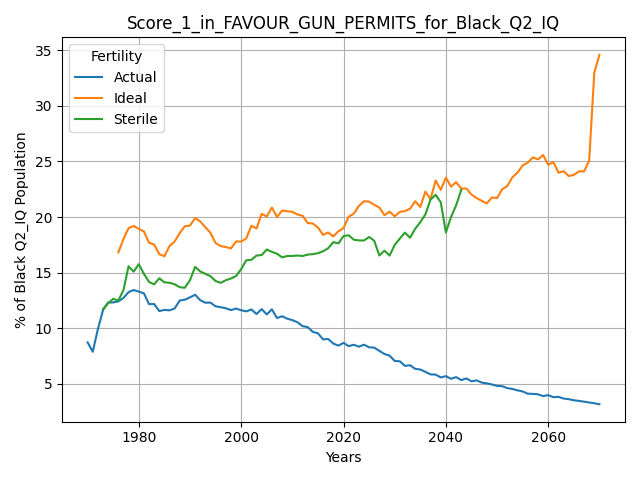 Score_1_in_FAVOUR_GUN_PERMITS_for_Black_Q2_IQ
Fertility
Actual
Ideal
Sterile
% of Black Q2_IQ Population
35
30
25
20
15
10
5
1980 2000 2020 2040 2060
Years